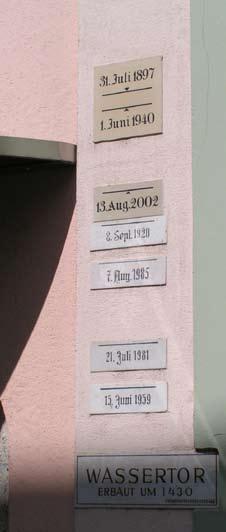 31. Juli 1897
1. Juni 1940
13. Aug. 2002
8. Sept. 1920
7. Aug. 1985
21. Juli 1981
15. Juni 1959
WASSERTOR
ERBAUT UM 1430